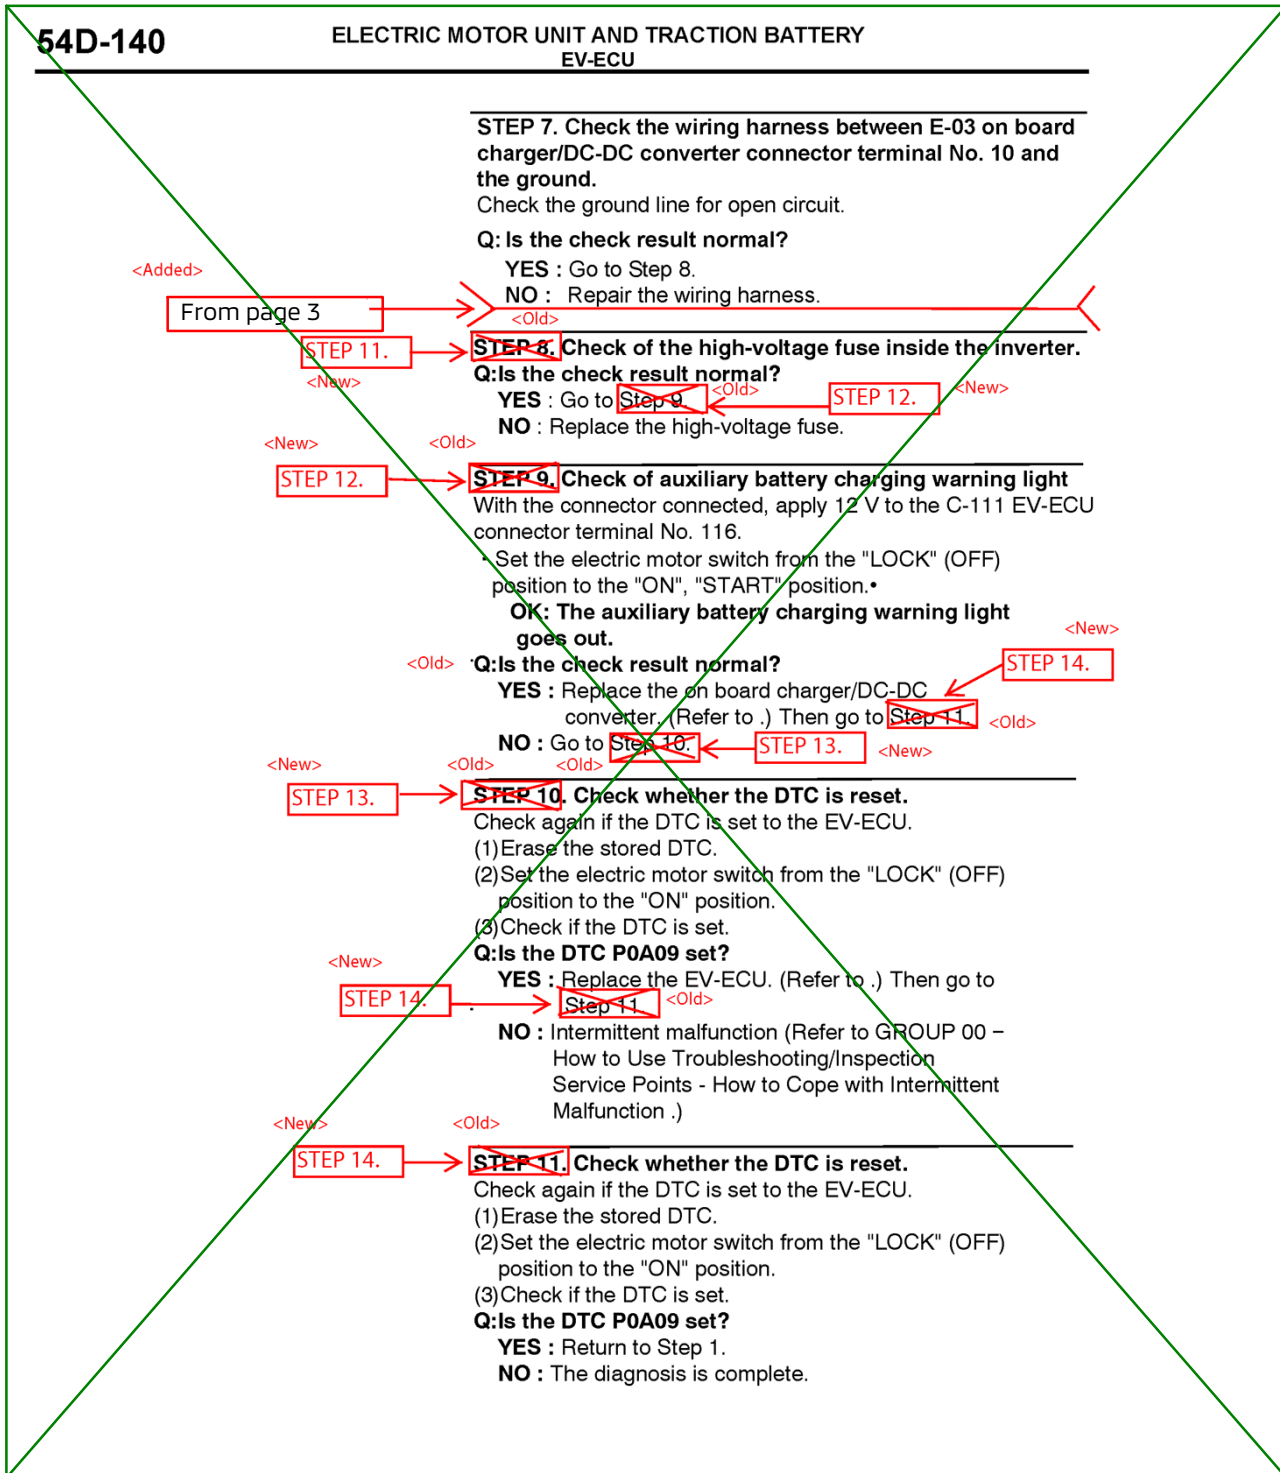 54D-140
ELECTRIC MOTOR UNIT AND TRACTION BATTERY
EV-ECU
STEP 7. Check the wiring harness between E-03 on board
charger/DC-DC converter connector terminal No. 10 and
the ground.
Check the ground line for open circuit.
Q: Is the check result normal?
YES : Go to Step 8.
<Added>
NO : Repair the wiring harness.
From page 3
<Old>
STEP 11.
STEP 8. Check of the high-voltage fuse inside the inverter.
<New>
Q:Is the check result normal?
YES : Go to Step 9. <Old> STEP 12. <New>
NO : Replace the high-voltage fuse.
<New> <Old>
STEP 12. STEP 9. Check of auxiliary battery charging warning light
With the connector connected, apply 12 V to the C-111 EV-ECU
connector terminal No. 116.
• Set the electric motor switch from the "LOCK" (OFF)
position to the "ON", "START" position.•
OK: The auxiliary battery charging warning light
goes out.
<New>
<Old> Q:Is the check result normal? STEP 14.
YES : Replace the on board charger/DC-DC
converter. (Refer to .) Then go to Step 11. <Old>
NO : Go to Step 10. STEP 13. <New>
<New> <Old> <Old>
STEP 13. STEP 10. Check whether the DTC is reset.
Check again if the DTC is set to the EV-ECU.
(1)Erase the stored DTC.
(2)Set the electric motor switch from the "LOCK" (OFF)
position to the "ON" position.
(3)Check if the DTC is set.
Q:Is the DTC P0A09 set?
<New>
YES : Replace the EV-ECU. (Refer to .) Then go to
STEP 14. Step 11. <Old>
NO : Intermittent malfunction (Refer to GROUP 00 –
How to Use Troubleshooting/Inspection
Service Points - How to Cope with Intermittent
Malfunction .)
<New> <Old>
STEP 14. STEP 11. Check whether the DTC is reset.
Check again if the DTC is set to the EV-ECU.
(1)Erase the stored DTC.
(2)Set the electric motor switch from the "LOCK" (OFF)
position to the "ON" position.
(3)Check if the DTC is set.
Q:Is the DTC P0A09 set?
YES : Return to Step 1.
NO : The diagnosis is complete.